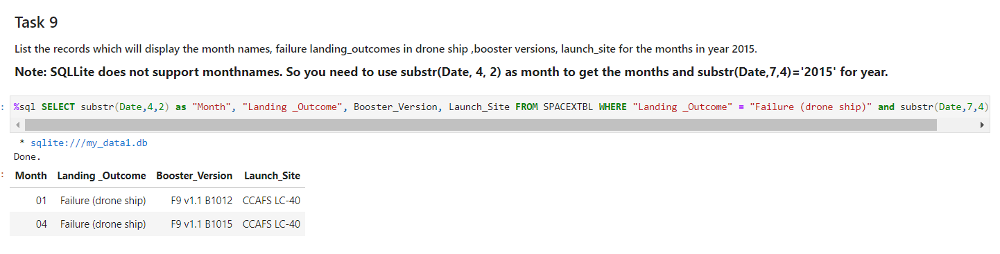 Task 9
List the records which will display the month names, failure landing_outcomes in drone ship ,booster versions, launch_site for the months in year 2015.
Note: SQLLite does not support monthnames. So you need to use substr(Date, 4, 2) as month to get the months and substr(Date,7,4)='2015' for year.
: %sql SELECT substr(Date,4,2) as "Month", "Landing _Outcome", Booster_Version, Launch_Site FROM SPACEXTBL WHERE "Landing _Outcome" = "Failure (drone ship)" and substr(Date,7,4)
* sqlite:///my_data1.db
Done.
: Month Landing _Outcome Booster_Version Launch_Site
01 Failure (drone ship) F9 v1.1 B1012 CCAFS LC-40
04 Failure (drone ship) F9 v1.1 B1015 CCAFS LC-40